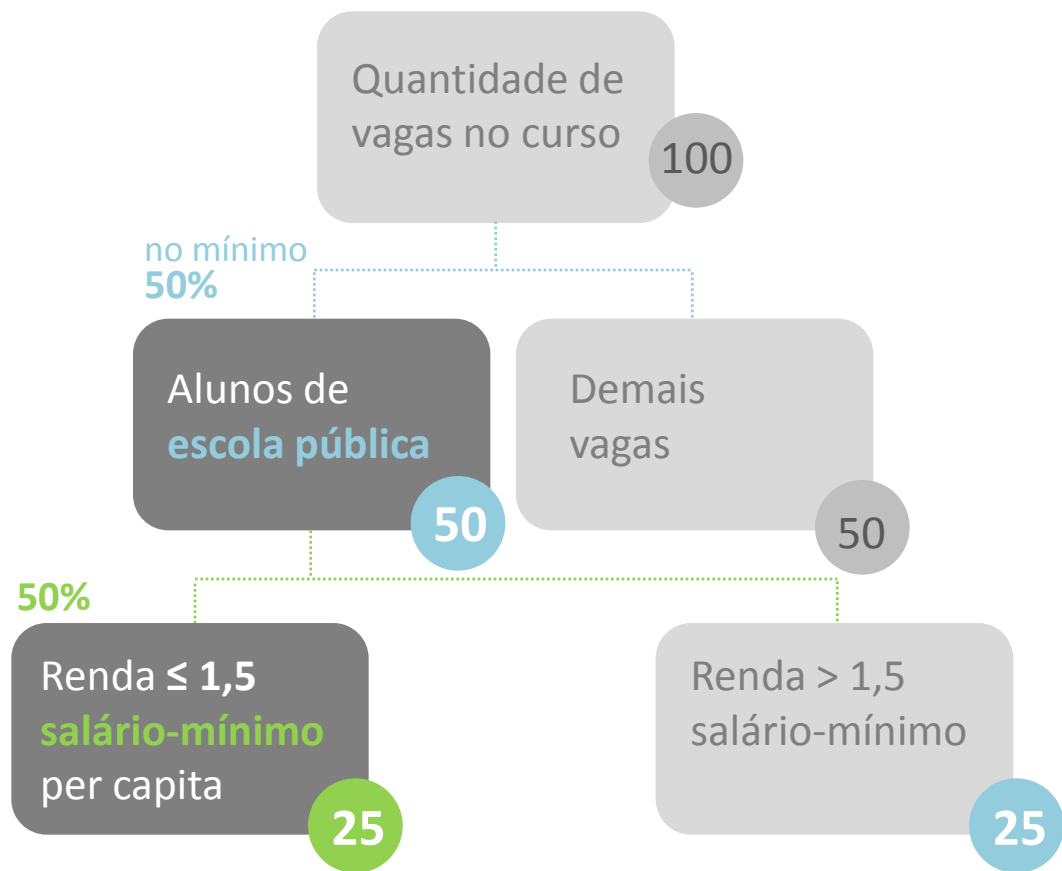 Quantidade de
vagas no curso
100
no mínimo
50%
Alunos de
escola pública
50
Demais
vagas
50
50%
Renda ≤ 1,5
salário-mínimo
per capita
25
Renda > 1,5
salário-mínimo
25